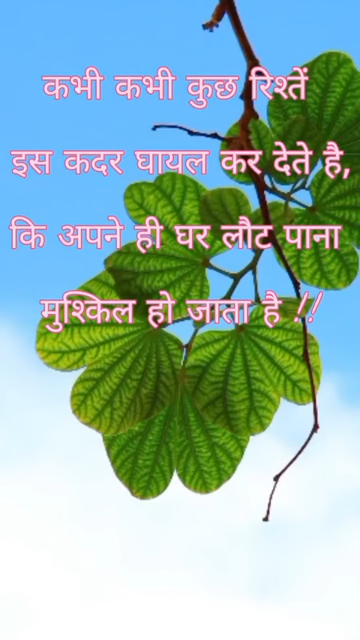 कभी कभी कुछ रिश्तें
इस कदर घायल कर देते है,
कि अपने ही घर लौट पाना
मुश्किल हो जाता है !!